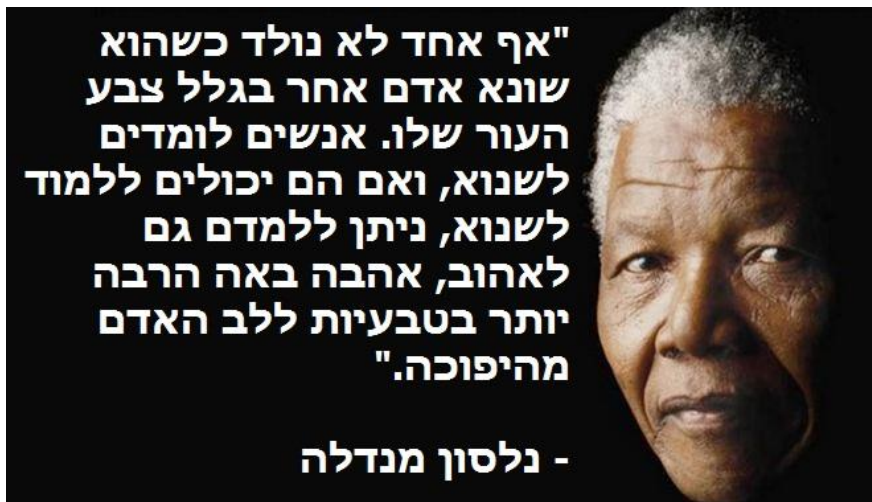 "אף אחד לא נולד כשהוא
שונא אדם אחר בגלל צבע
העור שלו. אנשים לומדים
לשנוא, ואם הם יכולים ללמוד
לשנוא, ניתן ללמדם גם
לאהוב, אהבה באה הרבה
יותר בטבעיות ללב האדם
מהיפוכה."
- נלסון מנדלה